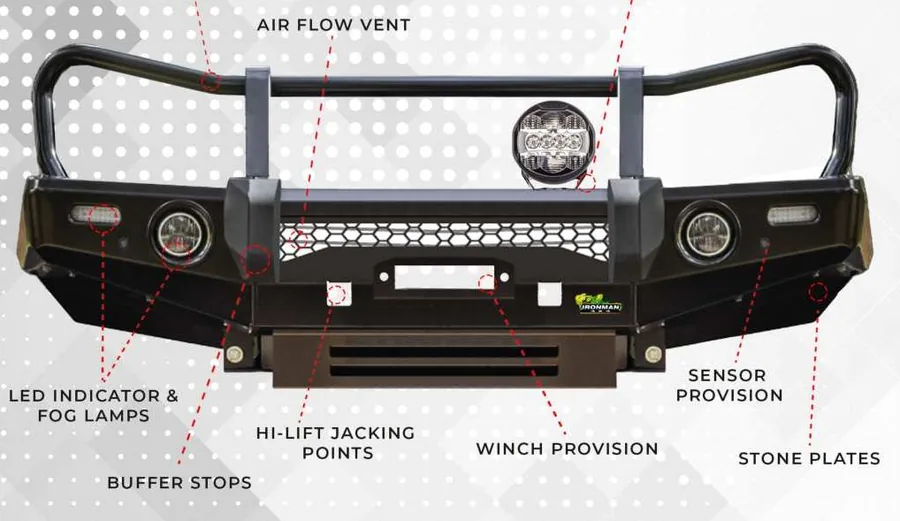 AIR FLOW VENT
IRONMAN
4X4
LED INDICATOR &
FOG LAMPS
SENSOR
PROVISION
HI-LIFT JACKING
POINTS
WINCH PROVISION
STONE PLATES
BUFFER STOPS